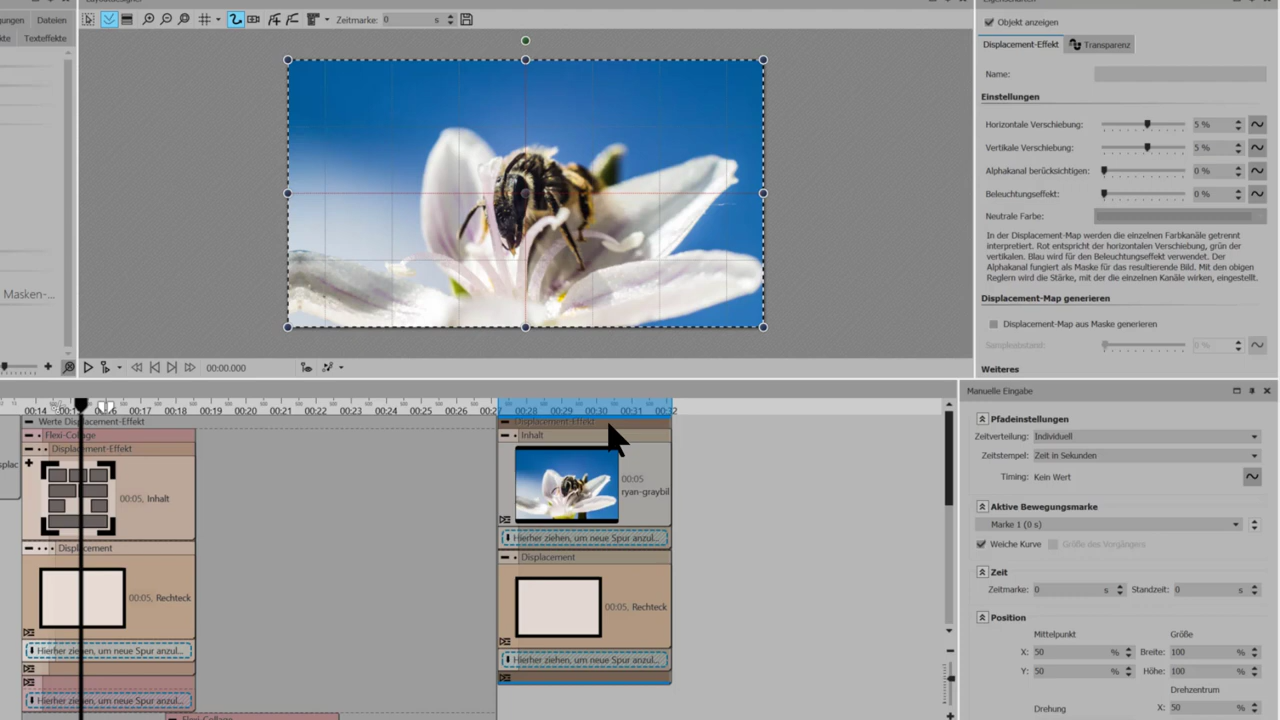 Dateien
Texteffekte
Masken-...
Zeitmarke: 0 s
00:00.000
Objekt anzeigen
Displacement-Effekt Transparenz
Name:
Einstellungen
Horizontale Verschiebung: 5 %
Vertikale Verschiebung: 5 %
Alphakanal berücksichtigen: 0 %
Beleuchtungseffekt: 0 %
Neutrale Farbe:
In der Displacement-Map werden die einzelnen Farbkanäle getrennt
interpretiert. Rot entspricht der horizontalen Verschiebung, grün der
vertikalen. Blau wird für den Beleuchtungseffekt verwendet. Der
Alphakanal fungiert als Maske für das resultierende Bild. Mit den obigen
Reglern wird die Stärke, mit der die einzelnen Kanäle wirken, eingestellt.
Displacement-Map generieren
Displacement-Map aus Maske generieren
0 %
Weiteres
00:14 00:16 00:17 00:18 00:19 00:20 00:21 00:22 00:23 00:24 00:25 00:26 00:27 00:28 00:29 00:30 00:31 00:32
Werte Displacement-Effekt
Flexi-Collage
Displacement-Effekt
00:05, Inhalt
Displacement
00:05, Rechteck
Hierher ziehen, um neue Spur anzul...
Hierher ziehen, um neue Spur anzul...
Flexi-Collage
Displacement-Effekt
Inhalt
00:05
ryan-graybil
Hierher ziehen, um neue Spur anzul...
Displacement
00:05, Rechteck
Hierher ziehen, um neue Spur anzul...
Manuelle Eingabe
Pfadeinstellungen
Zeitverteilung: Individuell
Zeitstempel: Zeit in Sekunden
Timing: Kein Wert
Aktive Bewegungsmarke
Marke 1 (0 s)
Weiche Kurve Größe des Vorgängers
Zeit
Zeitmarke: 0 s Standzeit: 0 s
Position
Mittelpunkt Größe
X: 50 % Breite: 100 %
Y: 50 % Höhe: 100 %
Drehzentrum
Drehung X: 50 %